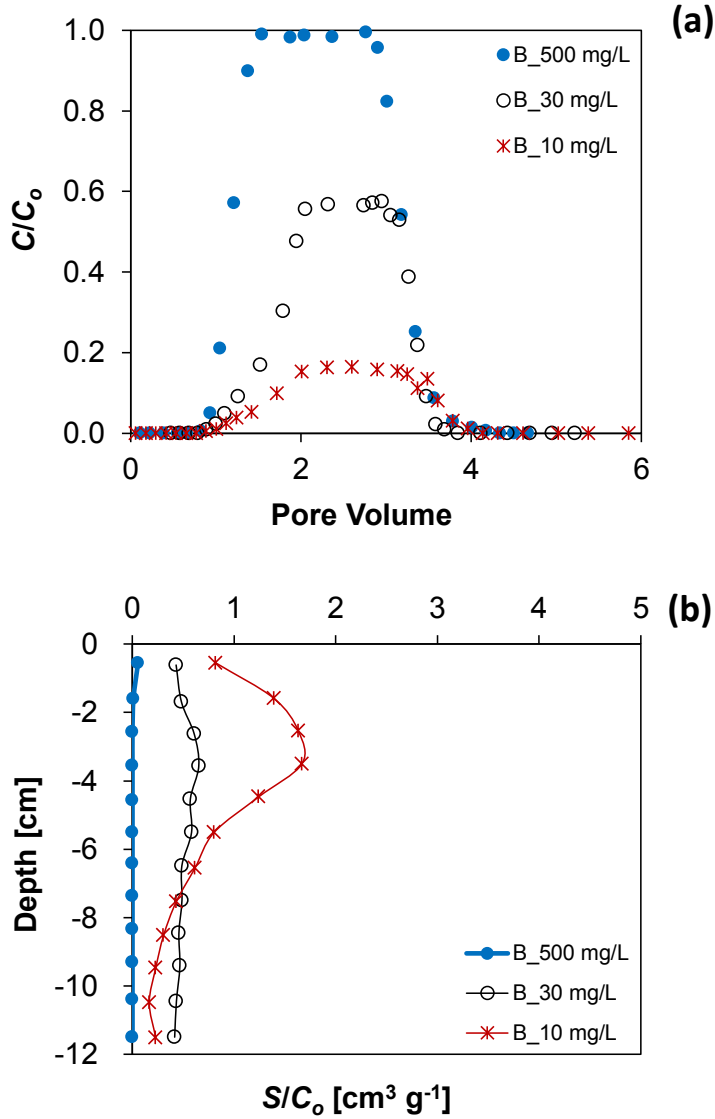 (a)
1.0
0.8
0.6
0.4
0.2
0.0
C/Co
B_500 mg/L
B_30 mg/L
B_10 mg/L
0 2 4 6
Pore Volume
(b)
0 1 2 3 4 5
0
-2
-4
-6
-8
-10
-12
Depth [cm]
B_500 mg/L
B_30 mg/L
B_10 mg/L
S/Co [cm³ g⁻¹]